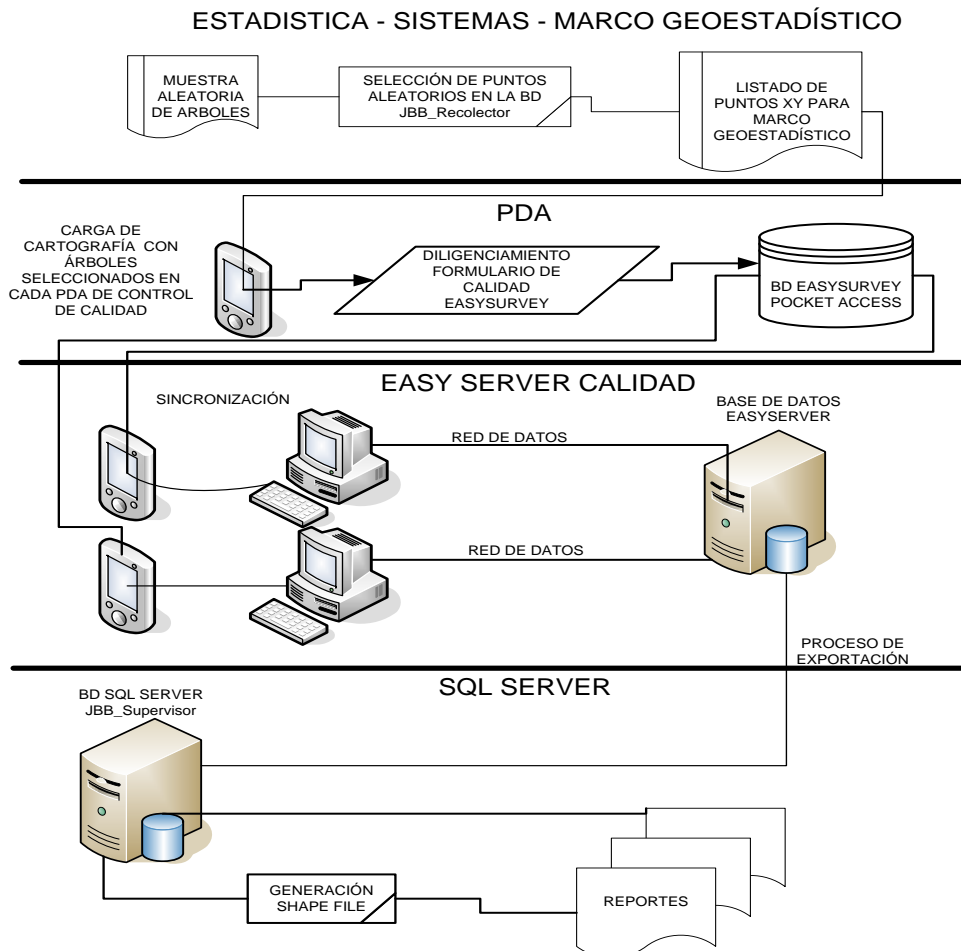 ESTADISTICA - SISTEMAS - MARCO GEOESTADÍSTICO
MUESTRA
ALEATORIA
DE ARBOLES
SELECCIÓN DE PUNTOS
ALEATORIOS EN LA BD
JBB_Recolector
LISTADO DE
PUNTOS XY PARA
MARCO
GEOESTADÍSTICO
PDA
CARGA DE
CARTOGRAFÍA CON
ÁRBOLES
SELECCIONADOS EN
CADA PDA DE CONTROL
DE CALIDAD
DILIGENCIAMIENTO
FORMULARIO DE
CALIDAD
EASYSURVEY
BD EASYSURVEY
POCKET ACCESS
EASY SERVER CALIDAD
SINCRONIZACIÓN
BASE DE DATOS
EASYSERVER
RED DE DATOS
RED DE DATOS
PROCESO DE
EXPORTACIÓN
SQL SERVER
BD SQL SERVER
JBB_Supervisor
GENERACIÓN
SHAPE FILE
REPORTES